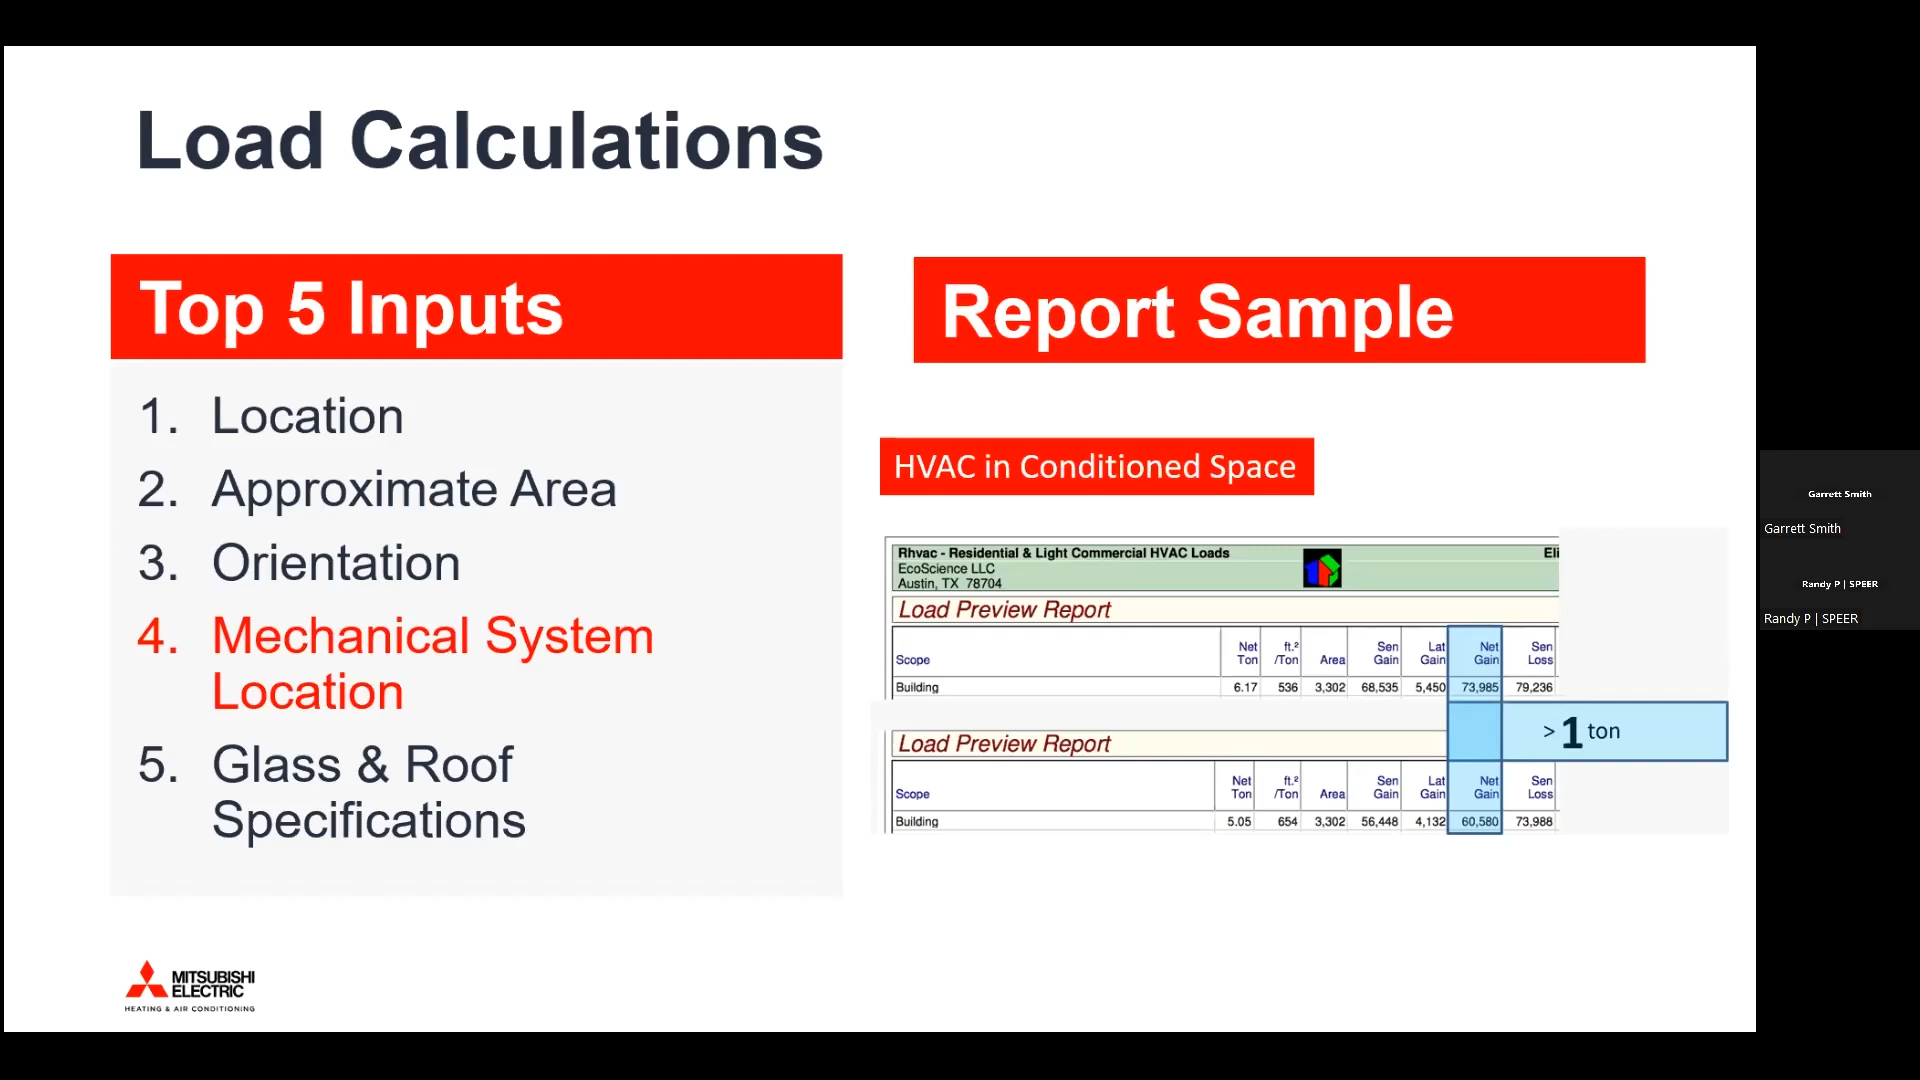 Load Calculations
Top 5 Inputs
1. Location
2. Approximate Area
3. Orientation
4. Mechanical System
Location
5. Glass & Roof
Specifications
Report Sample
HVAC in Conditioned Space
Rhvac - Residential & Light Commercial HVAC Loads Eli
EcoScience LLC
Austin, TX 78704
Load Preview Report
Net ft.² Sen Lat Net Sen
Scope Ton /Ton Area Gain Gain Gain Loss
Building 6.17 536 3,302 68,535 5,450 73,985 79,236
> 1 ton
Load Preview Report
Net ft.² Sen Lat Net Sen
Scope Ton /Ton Area Gain Gain Gain Loss
Building 5.05 654 3,302 56,448 4,132 60,580 73,988
MITSUBISHI
ELECTRIC
HEATING & AIR CONDITIONING
Garrett Smith
Garrett Smith
Randy P | SPEER
Randy P | SPEER